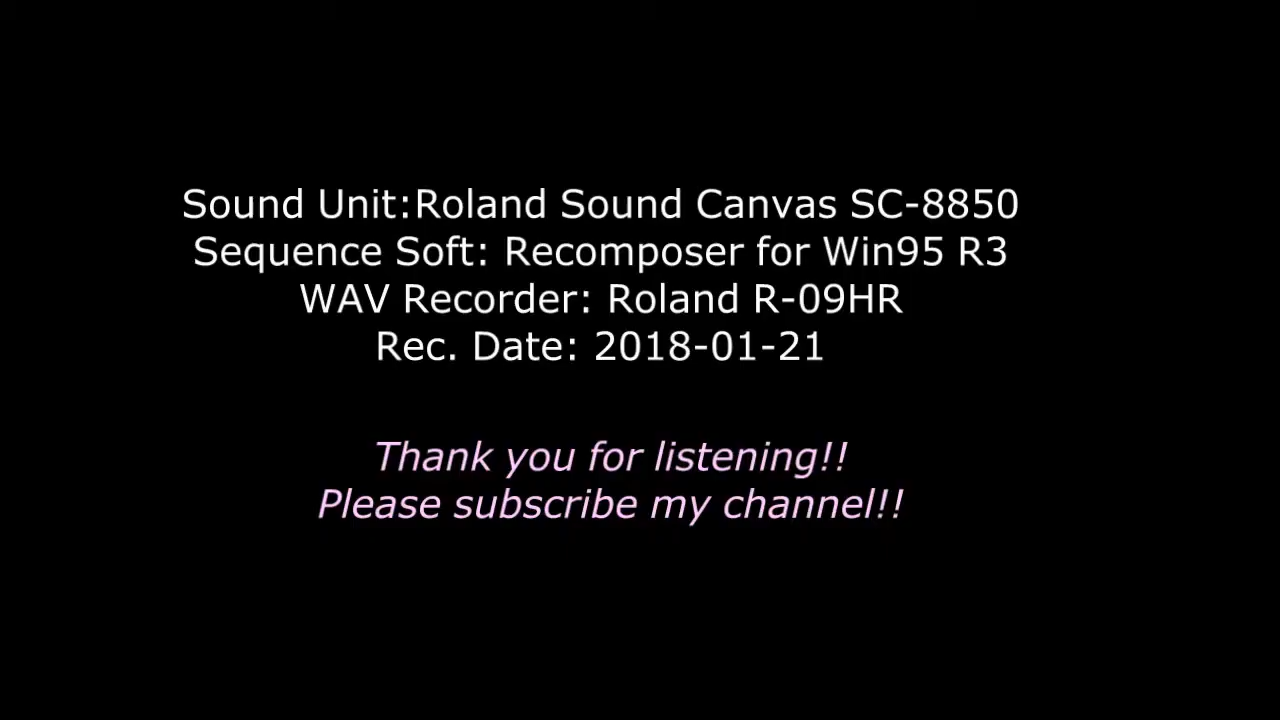 Sound Unit:Roland Sound Canvas SC-8850
Sequence Soft: Recomposer for Win95 R3
WAV Recorder: Roland R-09HR
Rec. Date: 2018-01-21
Thank you for listening!!
Please subscribe my channel!!